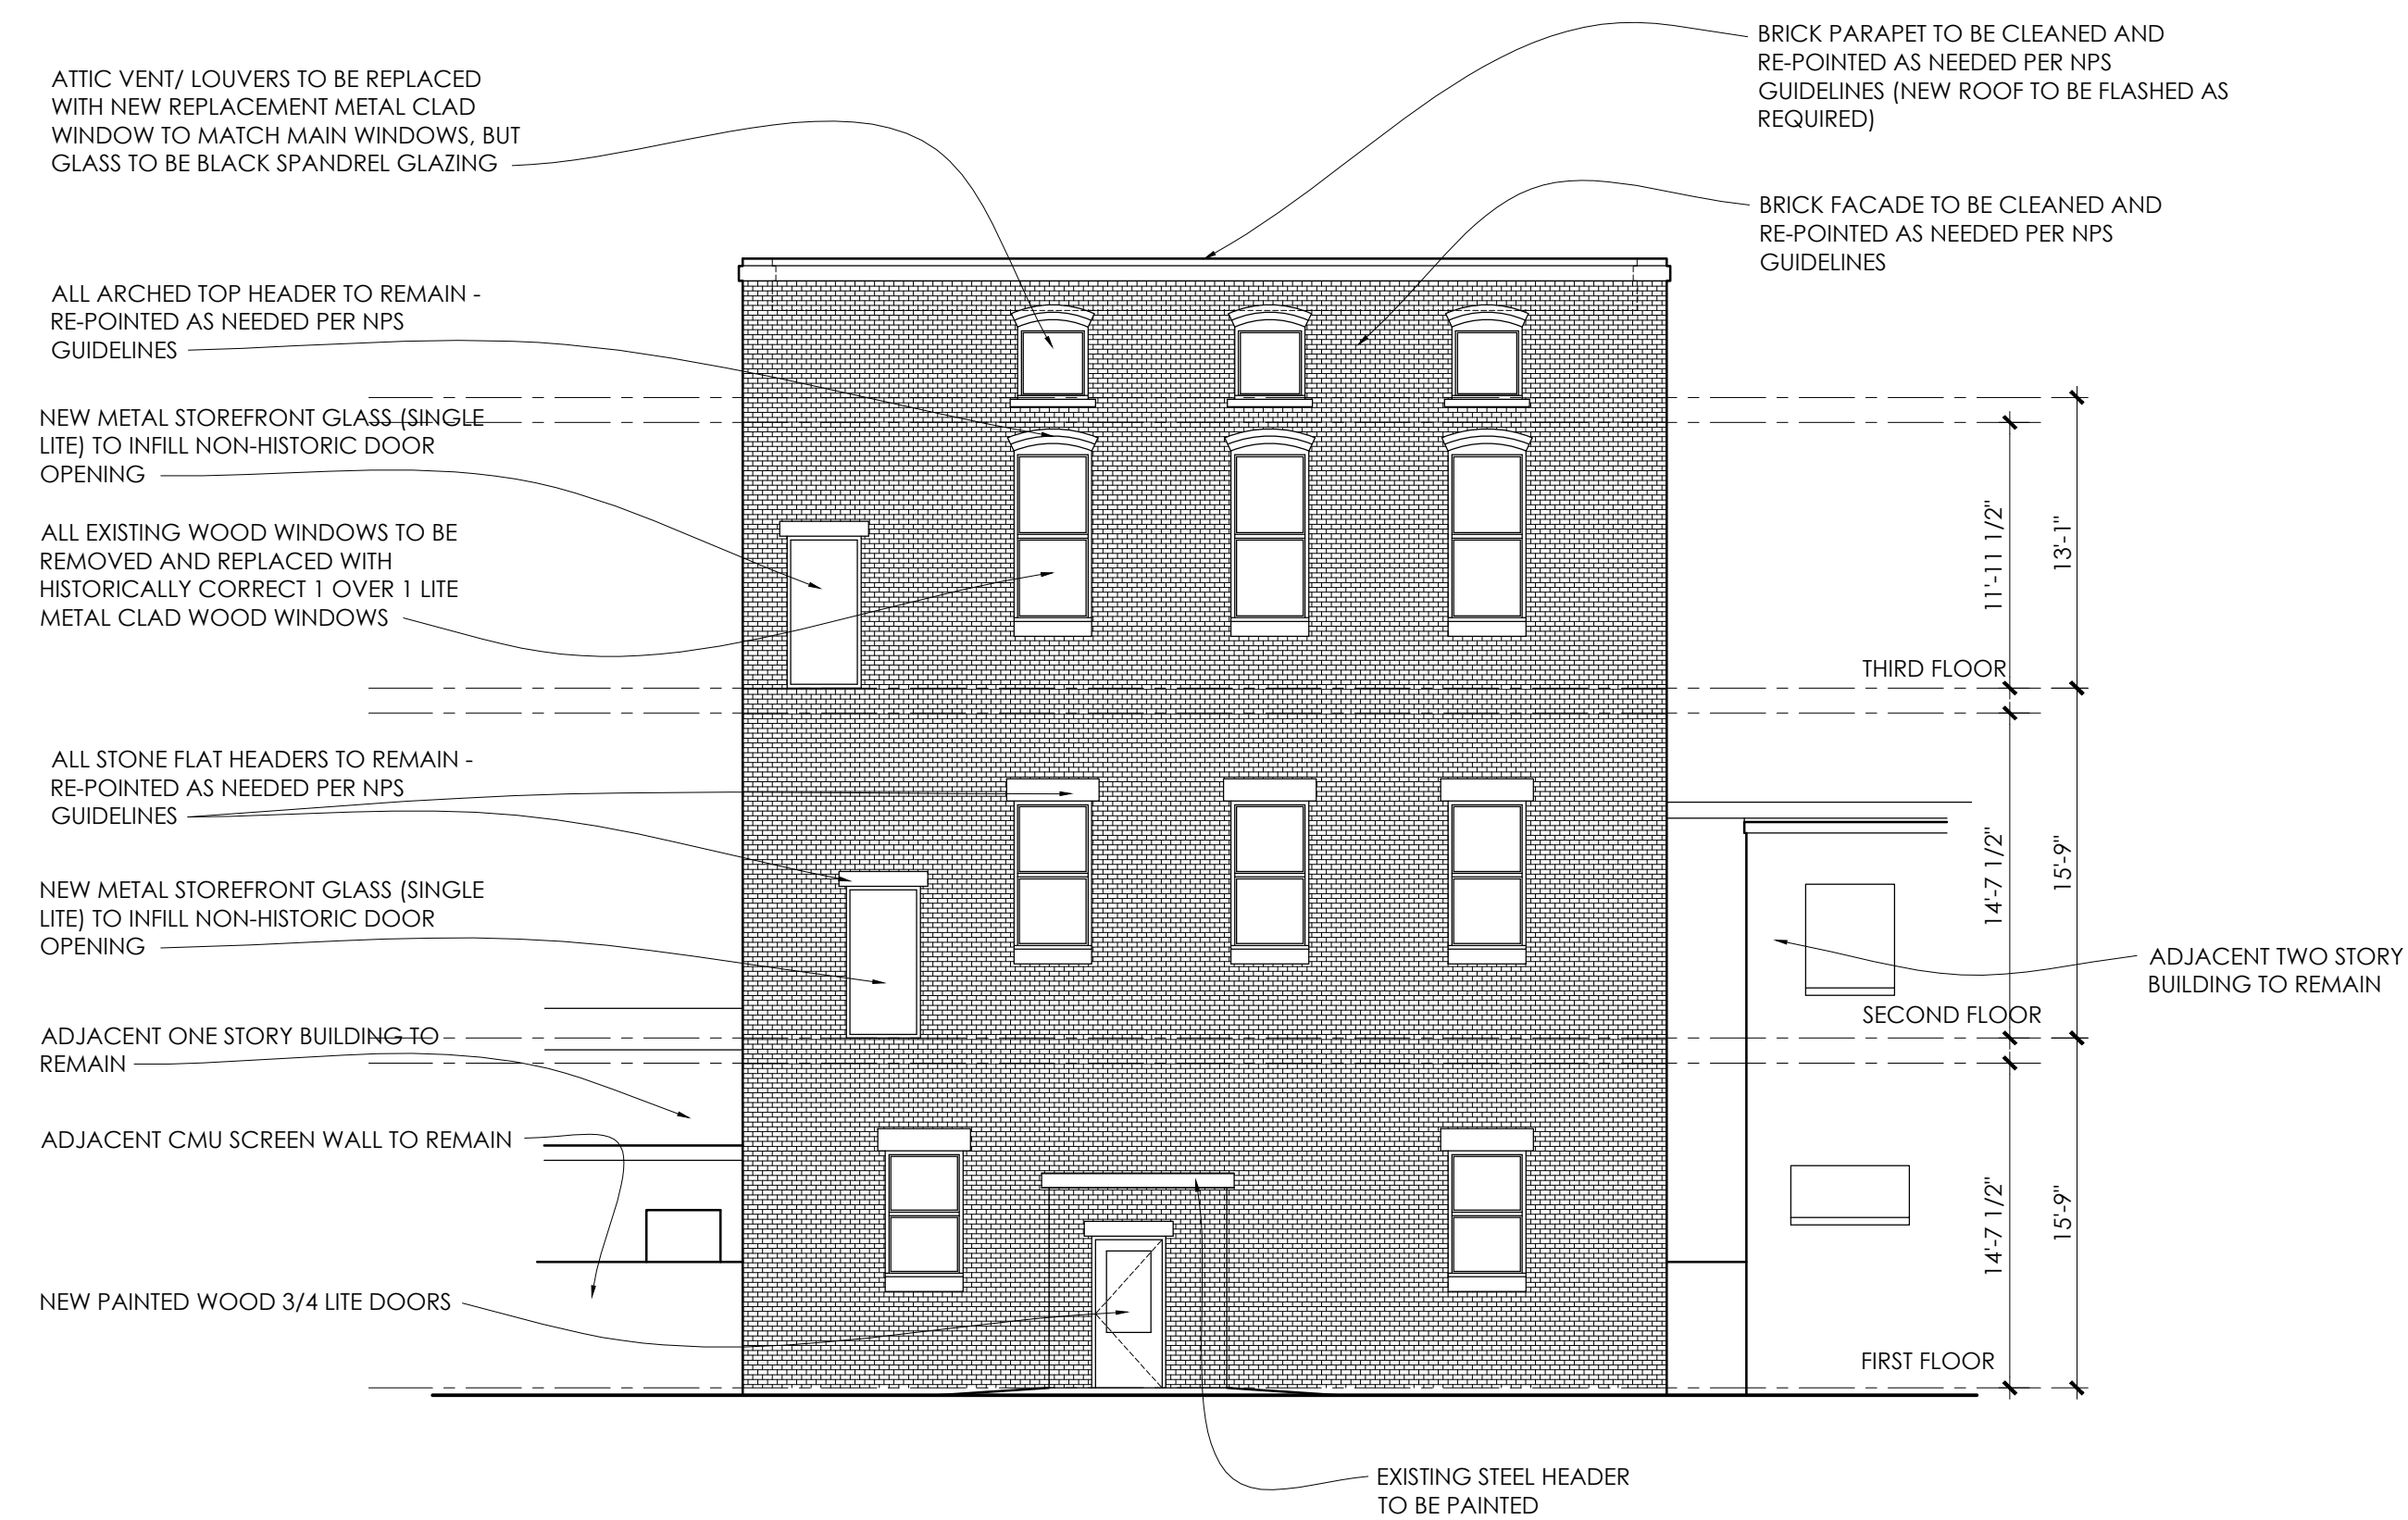 BRICK PARAPET TO BE CLEANED AND
RE-POINTED AS NEEDED PER NPS
GUIDELINES (NEW ROOF TO BE FLASHED AS
REQUIRED)
ATTIC VENT/ LOUVERS TO BE REPLACED
WITH NEW REPLACEMENT METAL CLAD
WINDOW TO MATCH MAIN WINDOWS, BUT
GLASS TO BE BLACK SPANDREL GLAZING
BRICK FACADE TO BE CLEANED AND
RE-POINTED AS NEEDED PER NPS
GUIDELINES
ALL ARCHED TOP HEADER TO REMAIN -
RE-POINTED AS NEEDED PER NPS
GUIDELINES
NEW METAL STOREFRONT GLASS (SINGLE
LITE) TO INFILL NON-HISTORIC DOOR
OPENING
ALL EXISTING WOOD WINDOWS TO BE
REMOVED AND REPLACED WITH
HISTORICALLY CORRECT 1 OVER 1 LITE
METAL CLAD WOOD WINDOWS
11'-11 1/2"
13'-1"
THIRD FLOOR
ALL STONE FLAT HEADERS TO REMAIN -
RE-POINTED AS NEEDED PER NPS
GUIDELINES
14'-7 1/2"
15'-9"
NEW METAL STOREFRONT GLASS (SINGLE
LITE) TO INFILL NON-HISTORIC DOOR
OPENING
ADJACENT TWO STORY
BUILDING TO REMAIN
SECOND FLOOR
ADJACENT ONE STORY BUILDING TO
REMAIN
ADJACENT CMU SCREEN WALL TO REMAIN
14'-7 1/2"
15'-9"
NEW PAINTED WOOD 3/4 LITE DOORS
FIRST FLOOR
EXISTING STEEL HEADER
TO BE PAINTED